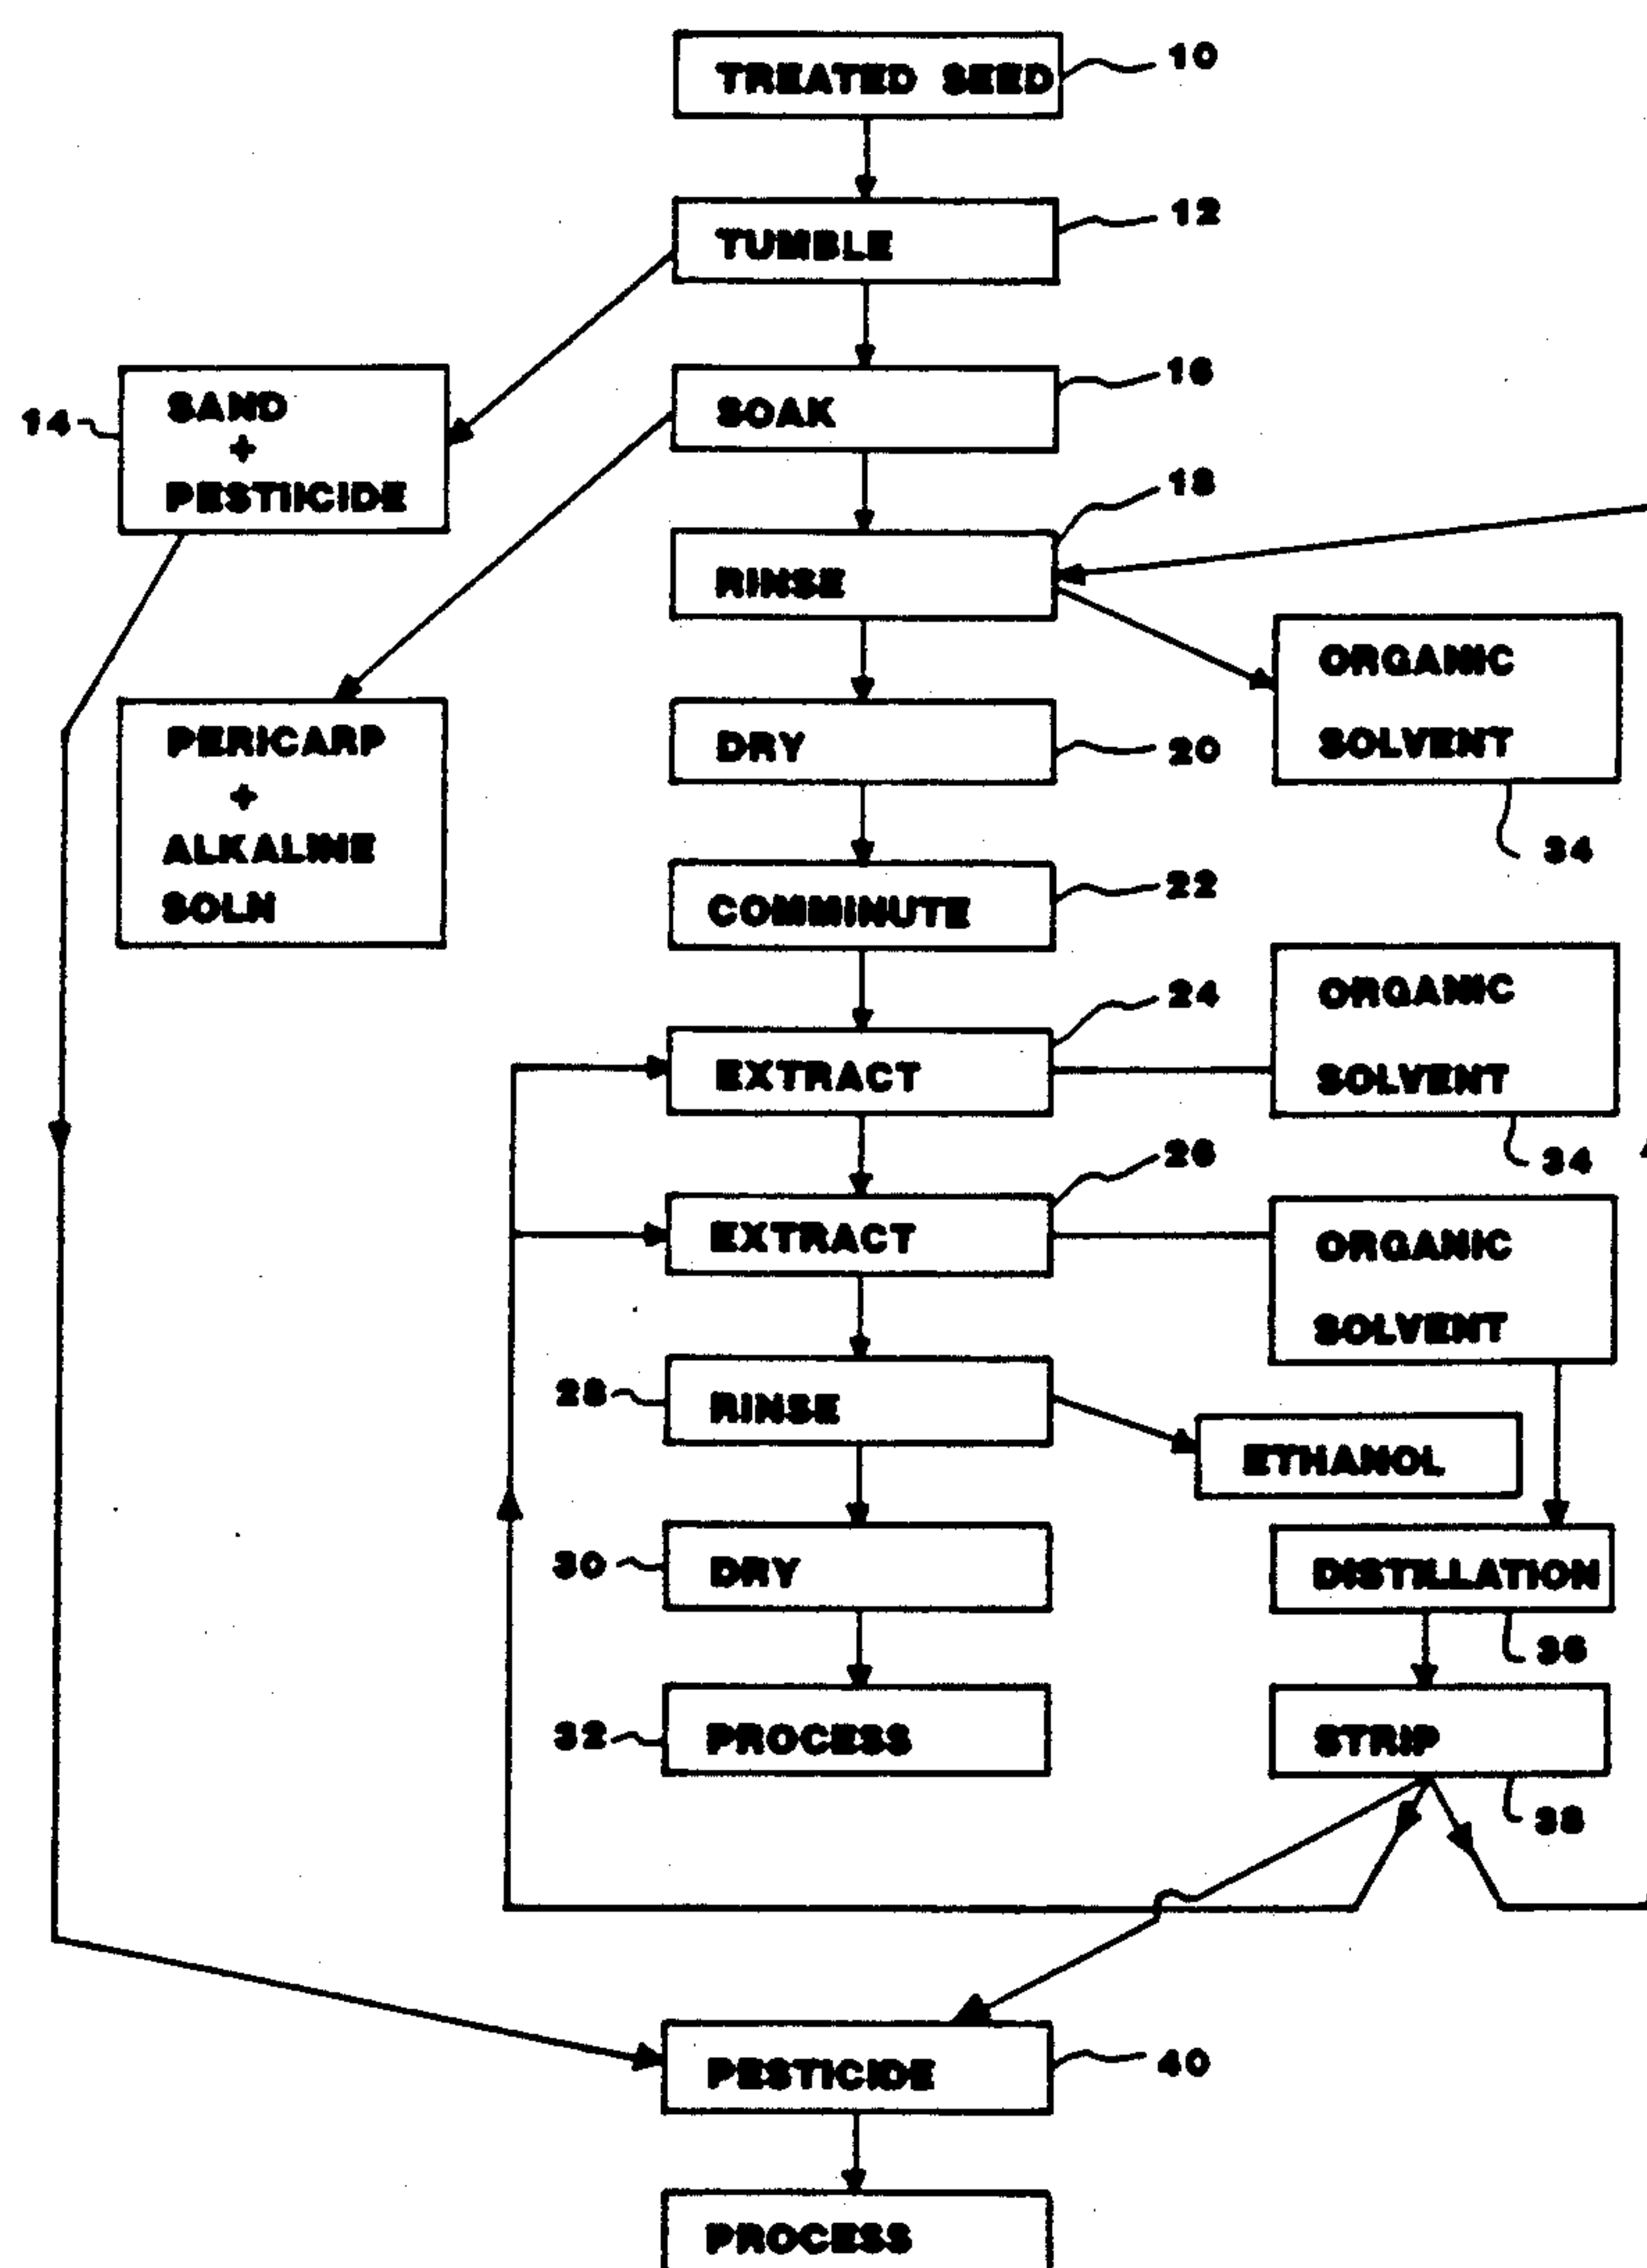 TREATED SEED
10
TUMBLE
12
SAND
+
PESTIICIDE
14
SOAK
16
RINSE
18
ORGANIC
SOLVENT
34
PERICARP
+
ALKALINE
SOLN
DRY
20
COMMINUTE
22
EXTRACT
24
ORGANIC
SOLVENT
34
EXTRACT
26
ORGANIC
SOLVENT
28
RINSE
ETHANOL
30
DRY
DISTILLATION
36
32
PROCESS
STRIP
38
PESTICIDE
40
PROCESS